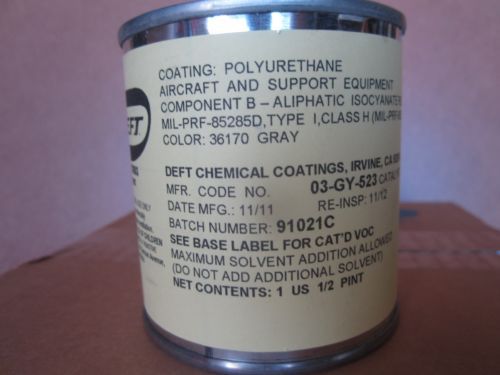 COATING: POLYURETHANE
AIRCRAFT AND SUPPORT EQUIPMENT
COMPONENT B – ALIPHATIC ISOCYANATE
MIL-PRF-85285D, TYPE I, CLASS H (MIL-PRF-
COLOR: 36170 GRAY
DEFT CHEMICAL COATINGS, IRVINE, CA
MFR. CODE NO. 03-GY-523
DATE MFG.: 11/11 RE-INSP: 11/12
BATCH NUMBER: 91021C
SEE BASE LABEL FOR CAT'D VOC
MAXIMUM SOLVENT ADDITION ALLOWED
(DO NOT ADD ADDITIONAL SOLVENT)
NET CONTENTS: 1 US 1/2 PINT